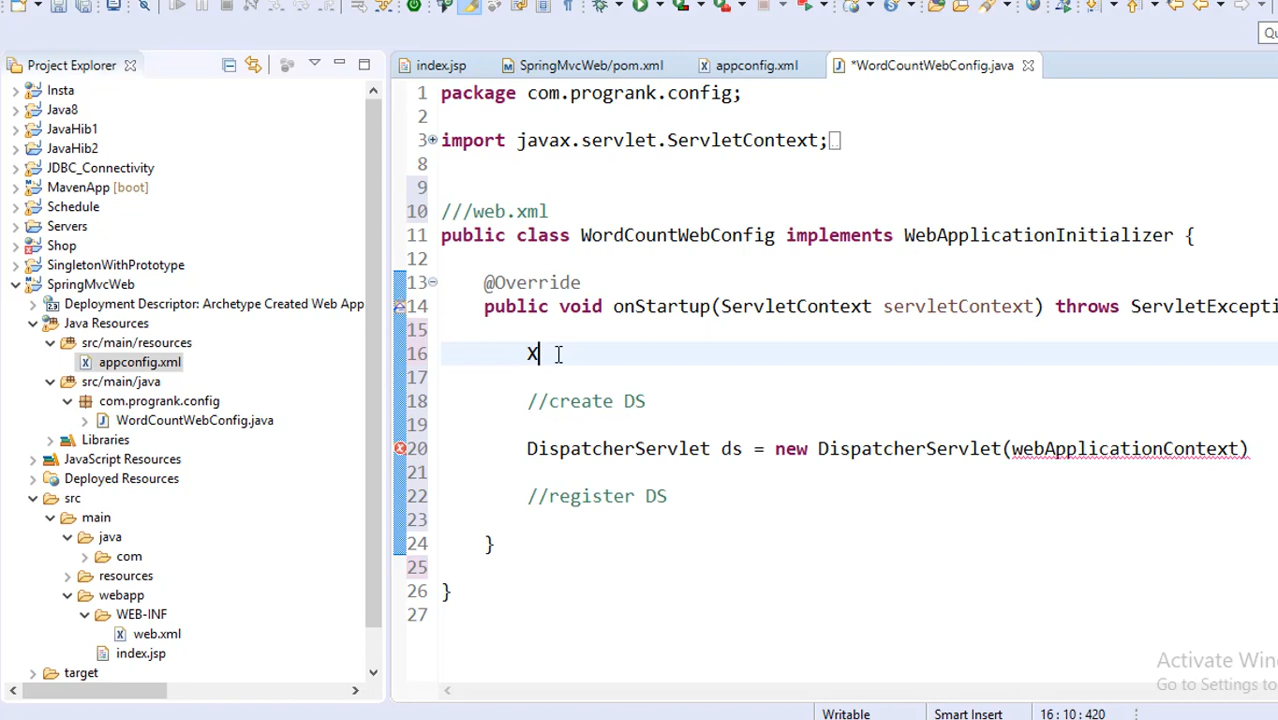 Qu
Project Explorer
index.jsp
SpringMvcWeb/pom.xml
appconfig.xml
*WordCountWebConfig.java
Insta
Java8
JavaHib1
JavaHib2
JDBC_Connectivity
MavenApp [boot]
Schedule
Servers
Shop
SingletonWithPrototype
SpringMvcWeb
Deployment Descriptor: Archetype Created Web App
Java Resources
src/main/resources
appconfig.xml
src/main/java
com.progrank.config
WordCountWebConfig.java
Libraries
JavaScript Resources
Deployed Resources
src
main
java
com
resources
webapp
WEB-INF
web.xml
index.jsp
target
1 package com.progrank.config;
2
3 import javax.servlet.ServletContext;
8
9
10 ///web.xml
11 public class WordCountWebConfig implements WebApplicationInitializer {
12
13 @Override
14 public void onStartup(ServletContext servletContext) throws ServletExcepti
15
16 X
17
18 //create DS
19
20 DispatcherServlet ds = new DispatcherServlet(webApplicationContext)
21
22 //register DS
23
24 }
25
26 }
27
Activate Win
Go to Settings to
Writable
Smart Insert
16 : 10 : 420